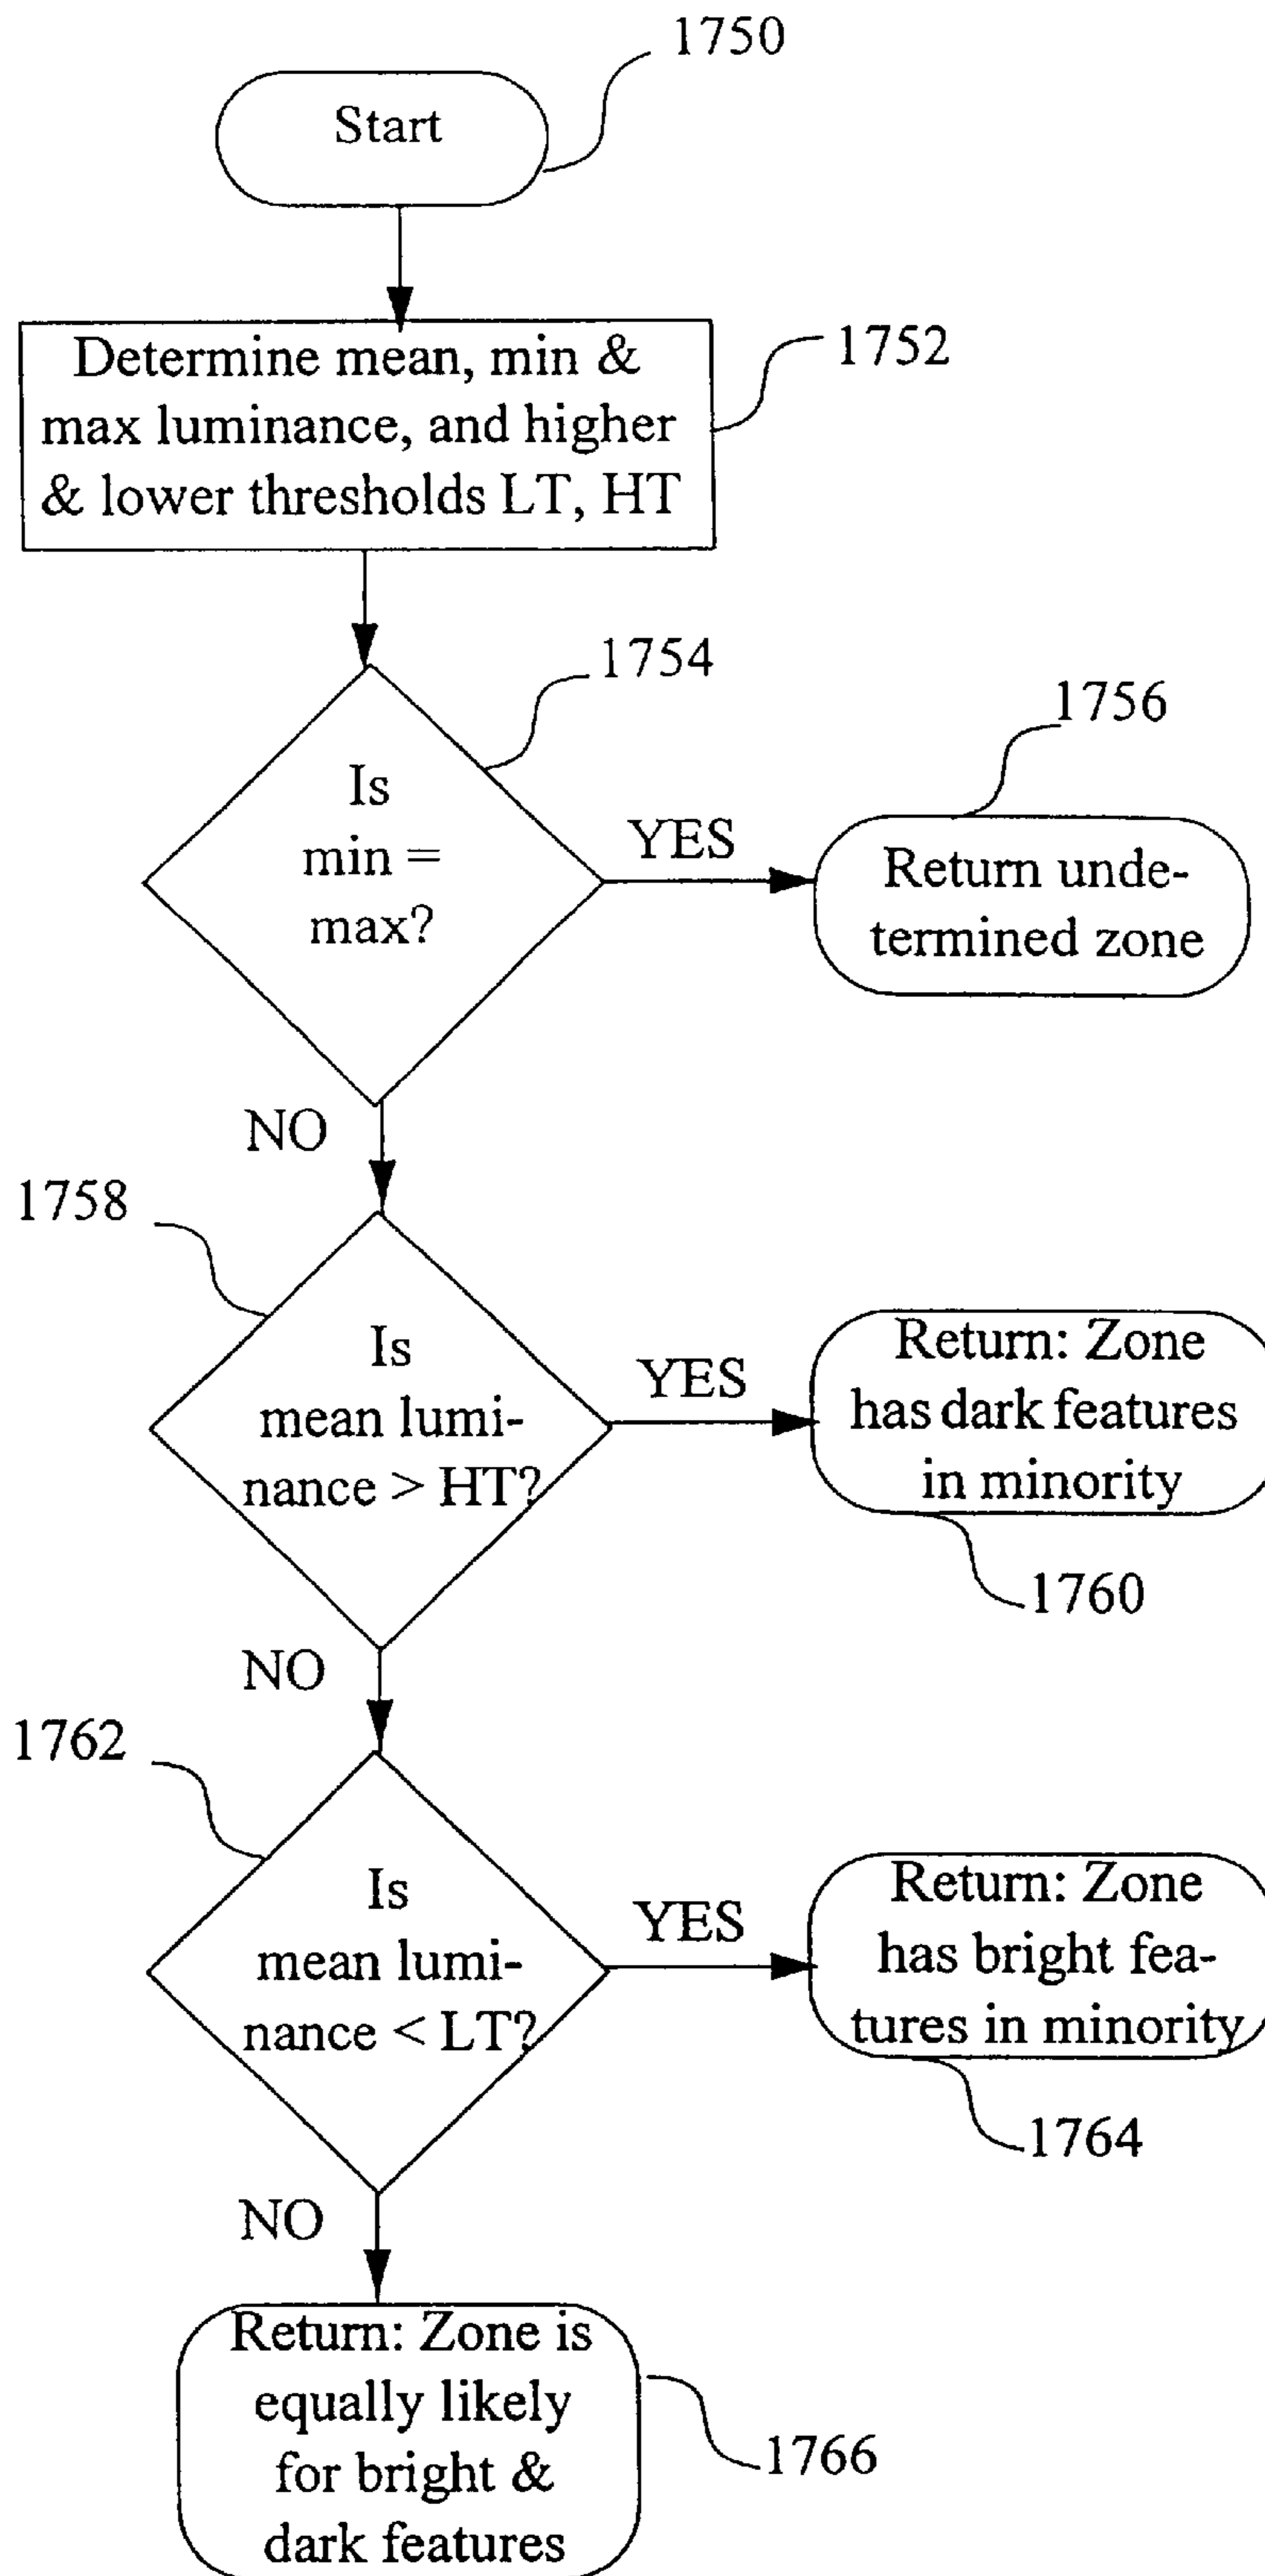 1750
Start
1752
Determine mean, min &
max luminance, and higher
& lower thresholds LT, HT
1754
Is
min =
max?
YES
1756
Return unde-
termined zone
NO
1758
Is
mean lumi-
nance > HT?
YES
Return: Zone
has dark features
in minority
1760
NO
1762
Is
mean lumi-
nance < LT?
YES
Return: Zone
has bright fea-
tures in minority
1764
NO
Return: Zone is
equally likely
for bright &
dark features
1766